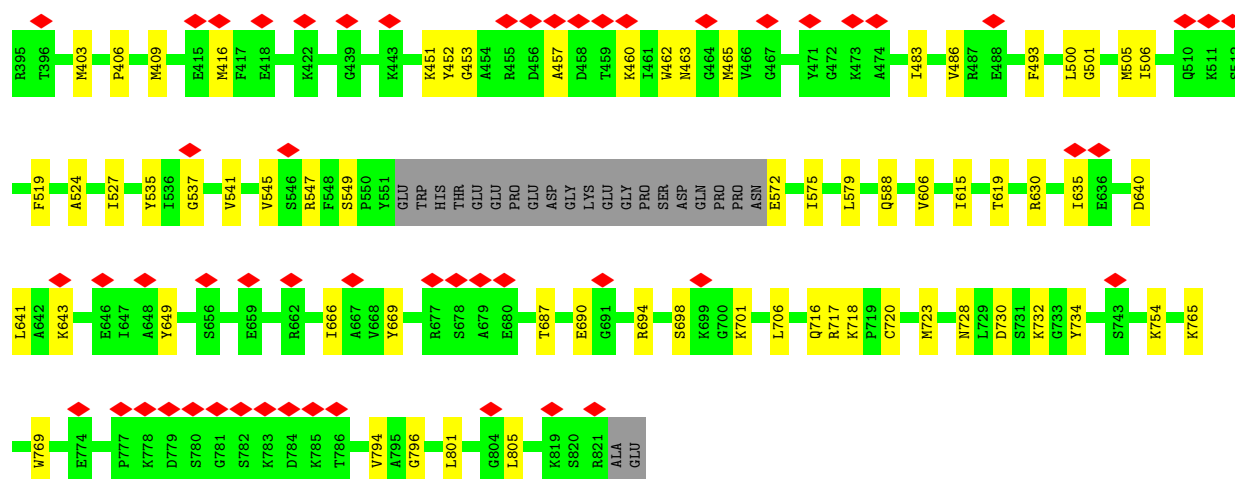 R395 T396 M403 P406 M409 E415 M416 F417 E418 K422 G439 K443 K451 Y452 G453 A454 R455 D456 A457 D458 T459 K460 I461 W462 N463 G464 M465 V466 G467 Y471 G472 K473 A474 I483 V486 R487 E488 F493 L500 G501 M505 I506 Q510 K511 S512
F519 A524 I527 Y535 I536 G537 V541 V545 S546 R547 F548 S549 P550 Y551 GLU TRP HIS THR GLU GLU PRO GLU ASP GLY LYS GLU GLY PRO SER ASP GLN PRO PRO ASN E572 I575 L579 Q588 V606 I615 T619 R630 I635 E636 D640
L641 A642 K643 E646 I647 A648 Y649 S656 E659 R662 I666 A667 V668 Y669 R677 S678 A679 E680 T687 E690 G691 R694 S698 K699 G700 K701 L706 Q716 R717 K718 P719 C720 M723 N728 L729 D730 S731 K732 G733 Y734 S743 K754 K765
W769 E774 P777 K778 D779 S780 G781 S782 K783 D784 K785 T786 V794 A795 G796 L801 G804 L805 K819 S820 R821 ALA GLU